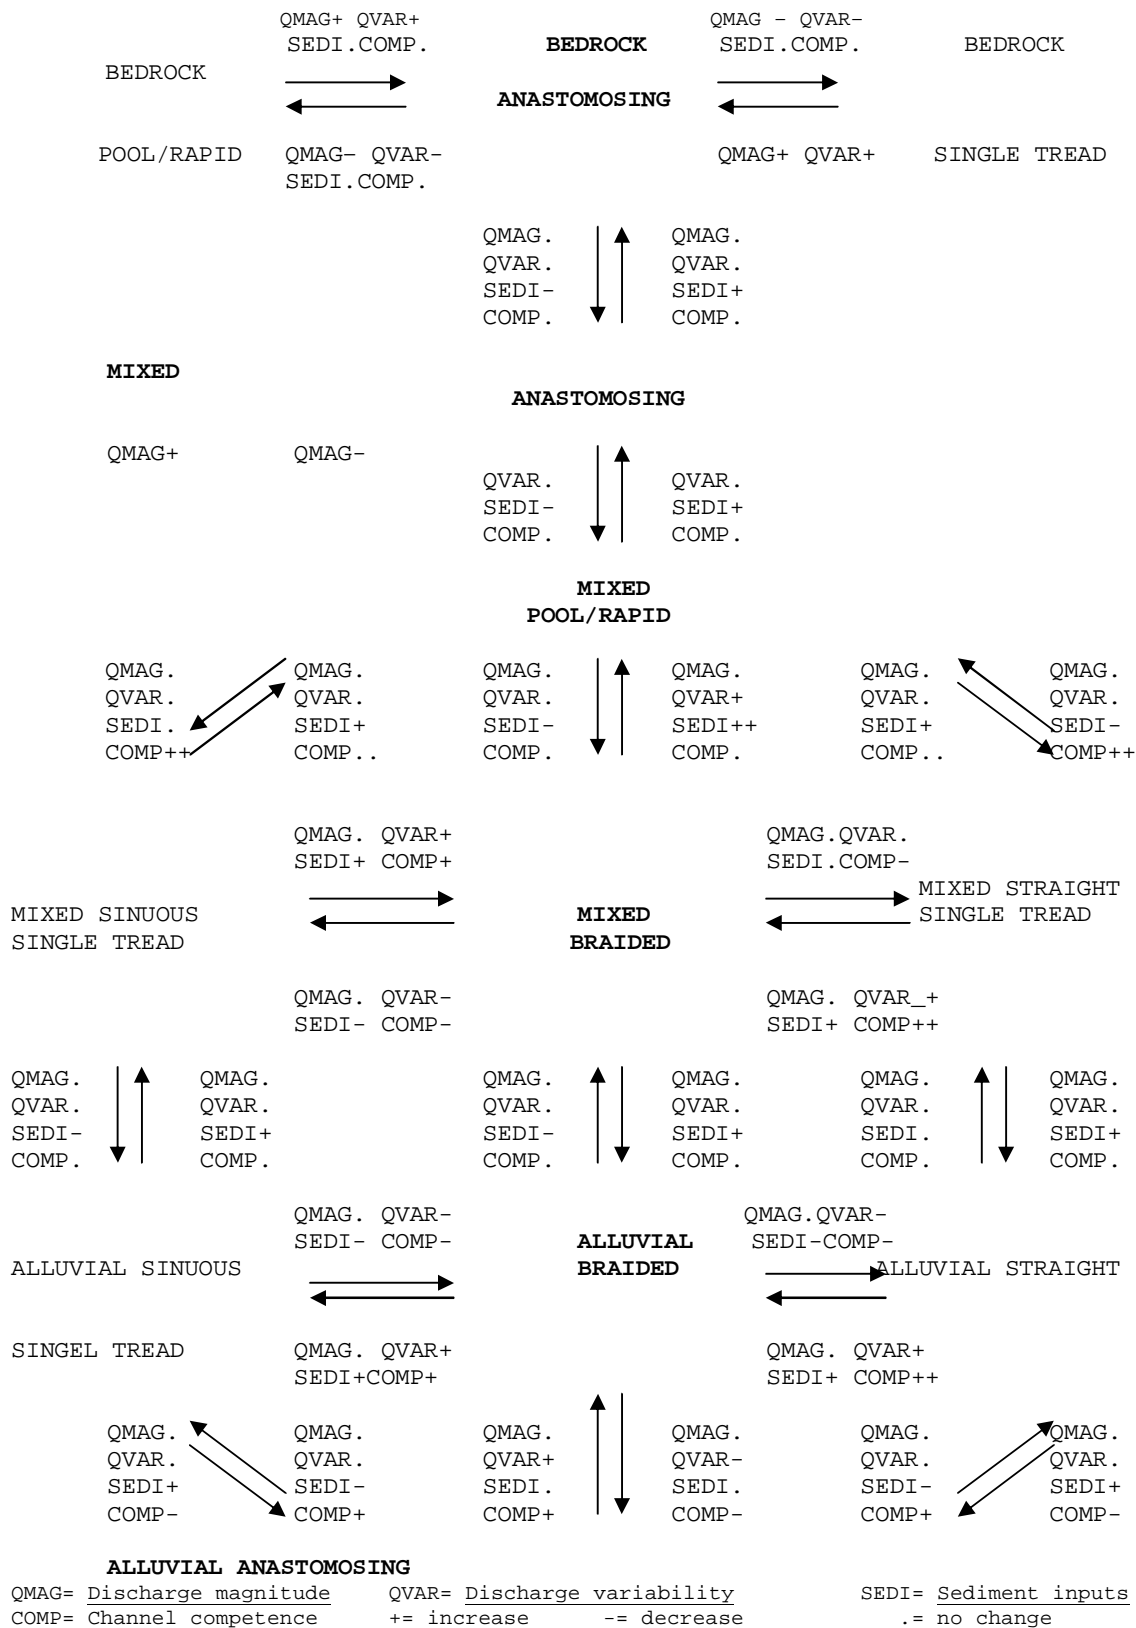 QMAG+ QVAR+ QMAG - QVAR-
SEDI.COMP. BEDROCK SEDI.COMP. BEDROCK
BEDROCK
ANASTOMOSING
POOL/RAPID QMAG- QVAR- QMAG+ QVAR+ SINGLE TREAD
SEDI.COMP.
QMAG. QMAG.
QVAR. QVAR.
SEDI- SEDI+
COMP. COMP.
MIXED
ANASTOMOSING
QMAG+ QMAG-
QVAR. QVAR.
SEDI- SEDI+
COMP. COMP.
MIXED
POOL/RAPID
QMAG. QMAG. QMAG. QMAG. QMAG. QMAG.
QVAR. QVAR. QVAR. QVAR+ QVAR. QVAR.
SEDI. SEDI+ SEDI- SEDI++ SEDI+ SEDI-
COMP++ COMP.. COMP. COMP. COMP.. COMP++
QMAG. QVAR+ QMAG.QVAR.
SEDI+ COMP+ SEDI.COMP-
MIXED STRAIGHT
MIXED SINUOUS MIXED SINGLE TREAD
SINGLE TREAD BRAIDED
QMAG. QVAR- QMAG. QVAR_+
SEDI- COMP- SEDI+ COMP++
QMAG. QMAG. QMAG. QMAG. QMAG. QMAG.
QVAR. QVAR. QVAR. QVAR. QVAR. QVAR.
SEDI- SEDI+ SEDI- SEDI+ SEDI. SEDI+
COMP. COMP. COMP. COMP. COMP. COMP.
QMAG. QVAR- QMAG.QVAR-
SEDI- COMP- ALLUVIAL SEDI-COMP-
ALLUVIAL SINUOUS BRAIDED ALLUVIAL STRAIGHT
SINGEL TREAD QMAG. QVAR+ QMAG. QVAR+
SEDI+COMP+ SEDI+ COMP++
QMAG. QMAG. QMAG. QMAG. QMAG. QMAG.
QVAR. QVAR. QVAR+ QVAR- QVAR. QVAR.
SEDI+ SEDI- SEDI. SEDI. SEDI- SEDI+
COMP- COMP+ COMP+ COMP- COMP+ COMP-
ALLUVIAL ANASTOMOSING
QMAG= Discharge magnitude QVAR= Discharge variability SEDI= Sediment inputs
COMP= Channel competence += increase -= decrease .= no change